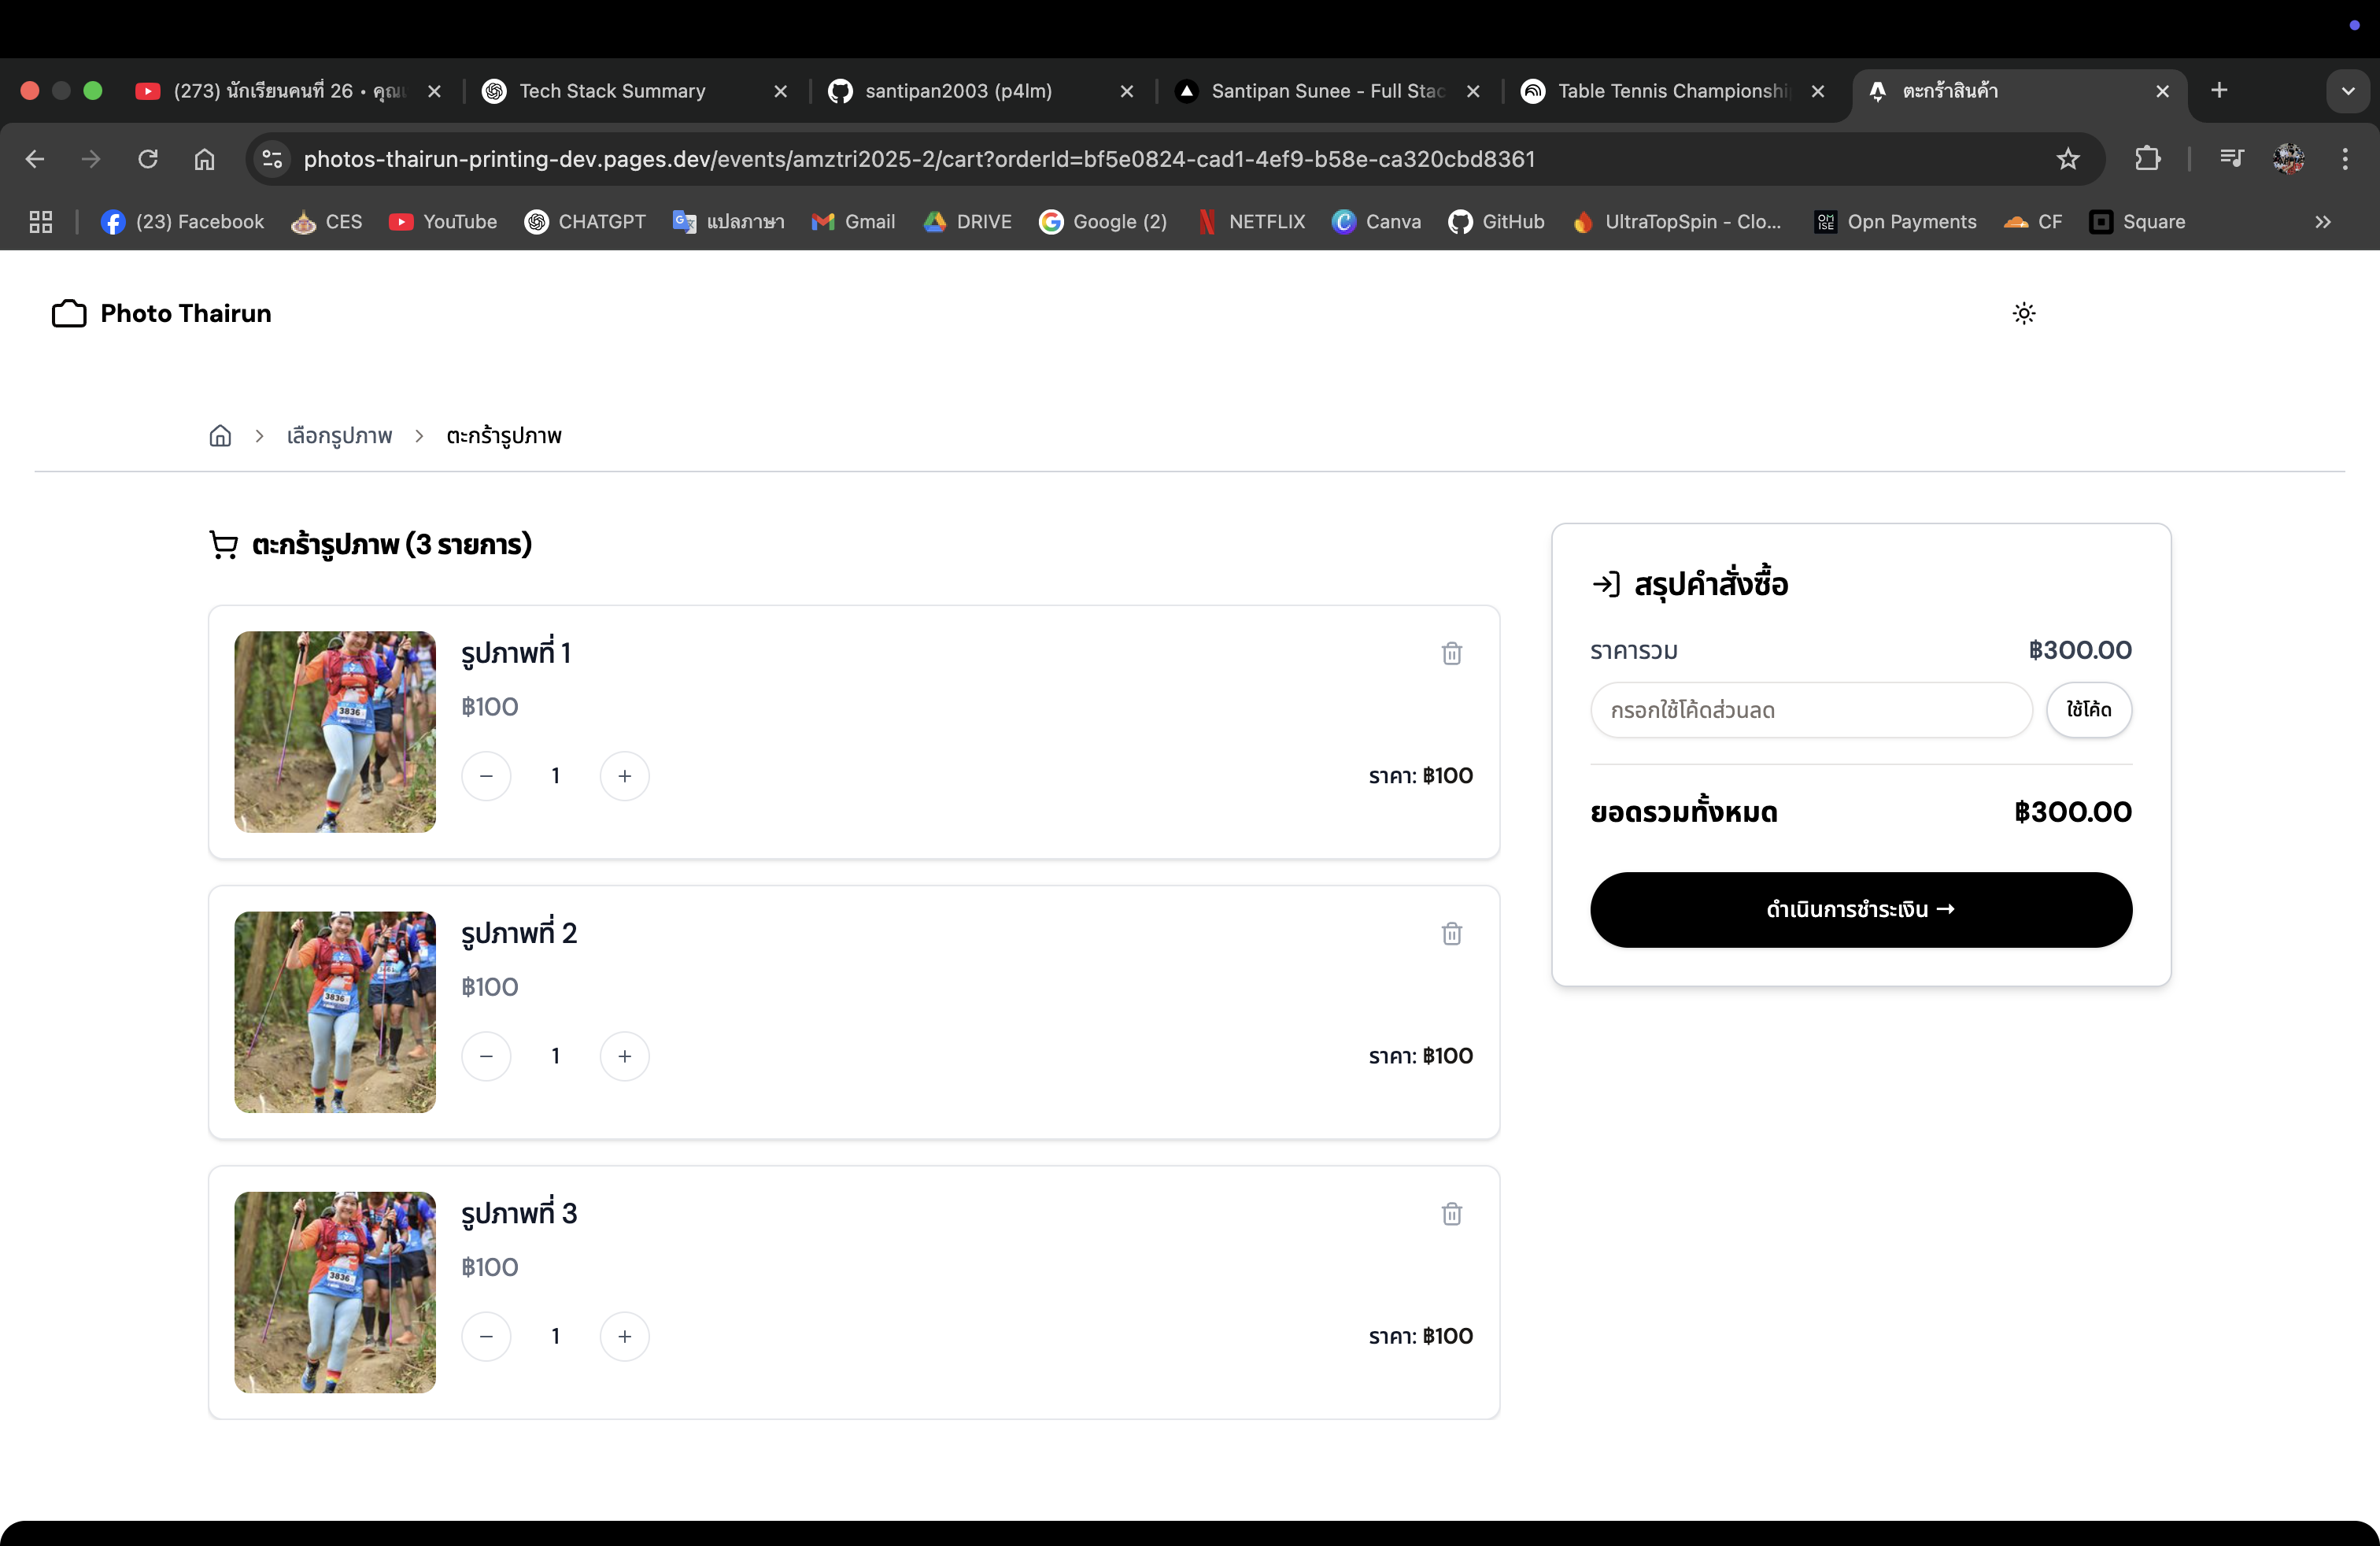 (273) นักเรียนคนที่ 26 • คุณ
Tech Stack Summary
santipan2003 (p4lm)
Santipan Sunee - Full Stac
Table Tennis Championshi
ตะกร้าสินค้า
photos-thairun-printing-dev.pages.dev/events/amztri2025-2/cart?orderId=bf5e0824-cad1-4ef9-b58e-ca320cbd8361
(23) Facebook
CES
YouTube
CHATGPT
แปลภาษา
Gmail
DRIVE
Google (2)
NETFLIX
Canva
GitHub
UltraTopSpin - Clo...
OMISE
Opn Payments
CF
Square
Photo Thairun
เลือกรูปภาพ
ตะกร้ารูปภาพ
ตะกร้ารูปภาพ (3 รายการ)
3836
รูปภาพที่ 1
฿100
1
ราคา: ฿100
3836
รูปภาพที่ 2
฿100
1
ราคา: ฿100
3836
รูปภาพที่ 3
฿100
1
ราคา: ฿100
สรุปคำสั่งซื้อ
ราคารวม ฿300.00
กรอกใช้โค้ดส่วนลด
ใช้โค้ด
ยอดรวมทั้งหมด ฿300.00
ดำเนินการชำระเงิน →